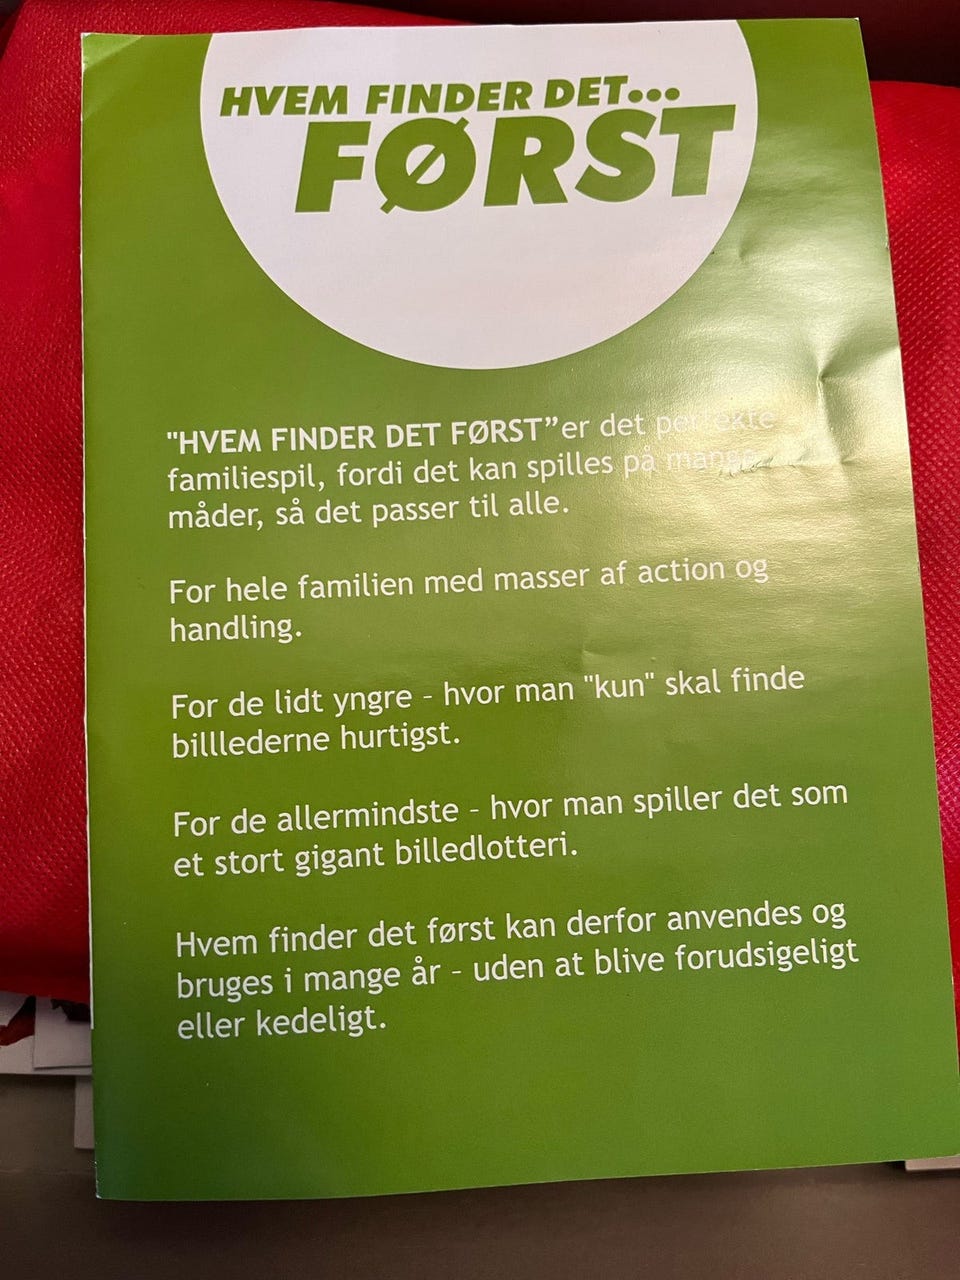 HVEM FINDER DET...
FØRST
"HVEM FINDER DET FØRST”er det perfekte
familiespil, fordi det kan spilles på mange
måder, så det passer til alle.
For hele familien med masser af action og
handling.
For de lidt yngre – hvor man "kun" skal finde
billlederne hurtigst.
For de allermindste – hvor man spiller det som
et stort gigant billedlotteri.
Hvem finder det først kan derfor anvendes og
bruges i mange år – uden at blive forudsigeligt
eller kedeligt.